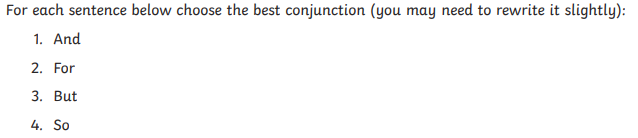 For each sentence below choose the best conjunction (you may need to rewrite it slightly):
1. And
2. For
3. But
4. So